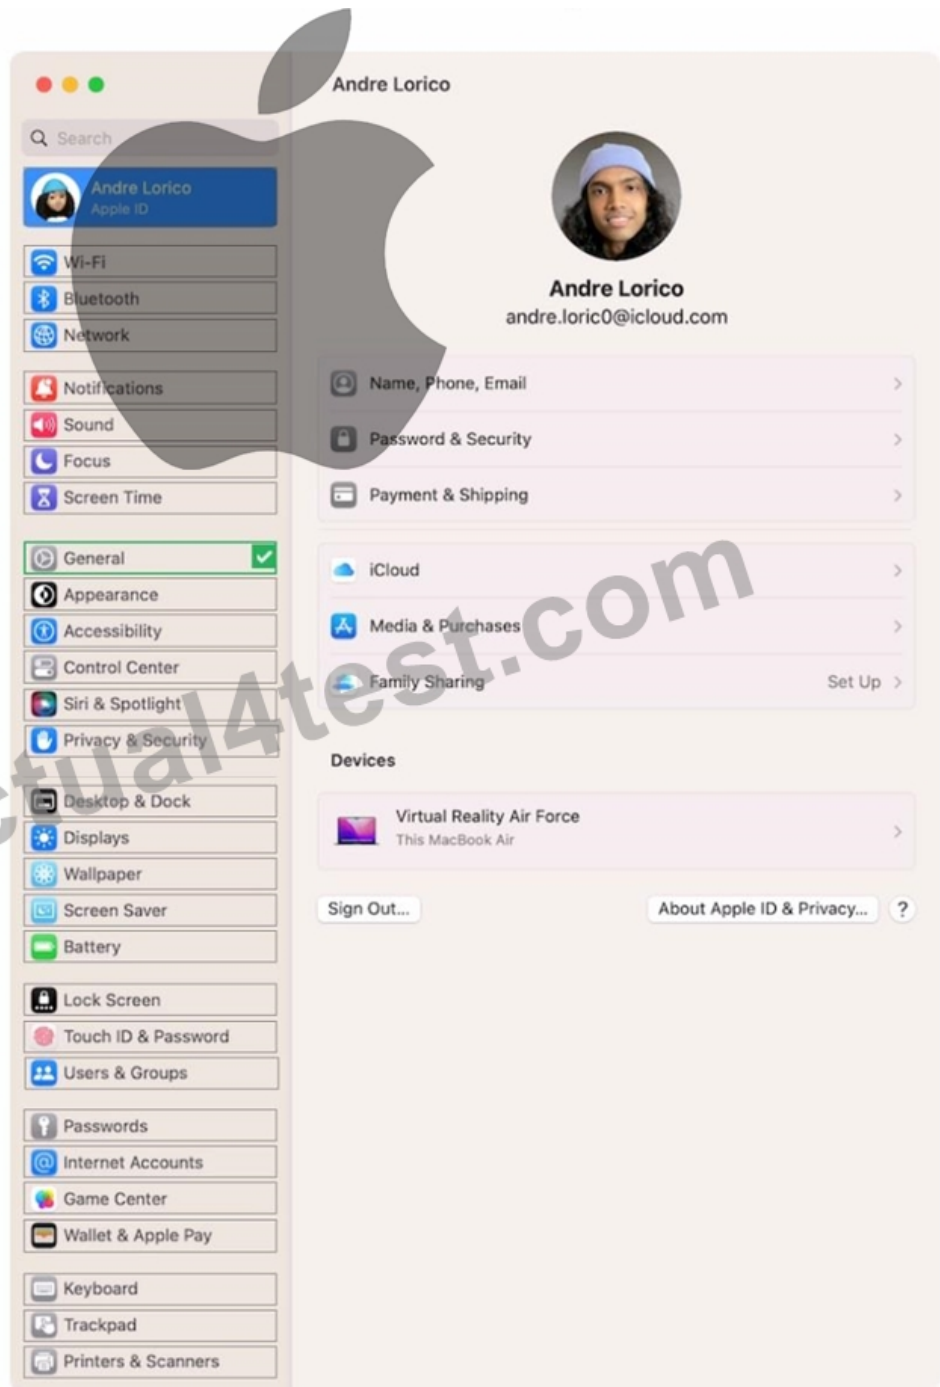 Andre Lorico
Search
Andre Lorico
Apple ID
Wi-Fi
Bluetooth
Network
Notifications
Sound
Focus
Screen Time
General
Appearance
Accessibility
Control Center
Siri & Spotlight
Privacy & Security
Desktop & Dock
Displays
Wallpaper
Screen Saver
Battery
Lock Screen
Touch ID & Password
Users & Groups
Passwords
Internet Accounts
Game Center
Wallet & Apple Pay
Keyboard
Trackpad
Printers & Scanners
Andre Lorico
andre.loric0@icloud.com
Name, Phone, Email
Password & Security
Payment & Shipping
iCloud
Media & Purchases
Family Sharing
Set Up
Devices
Virtual Reality Air Force
This MacBook Air
Sign Out...
About Apple ID & Privacy...
?
ctual4test.com